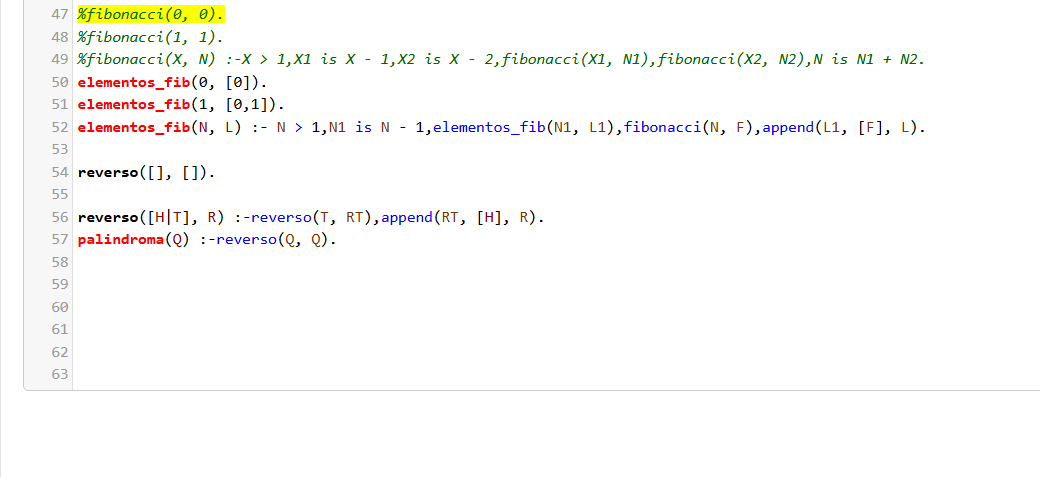 47 %fibonacci(0, 0).
48 %fibonacci(1, 1).
49 %fibonacci(X, N) :-X > 1,X1 is X - 1,X2 is X - 2,fibonacci(X1, N1),fibonacci(X2, N2),N is N1 + N2.
50 elementos_fib(0, [0]).
51 elementos_fib(1, [0,1]).
52 elementos_fib(N, L) :- N > 1,N1 is N - 1,elementos_fib(N1, L1),fibonacci(N, F),append(L1, [F], L).
53
54 reverso([], []).
55
56 reverso([H|T], R) :-reverso(T, RT),append(RT, [H], R).
57 palindroma(Q) :-reverso(Q, Q).
58
59
60
61
62
63